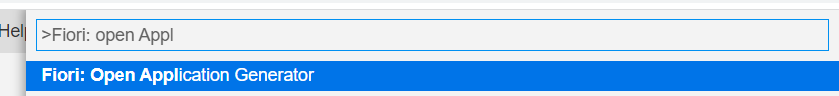 Help
>Fiori: open Appl
Fiori: Open Application Generator